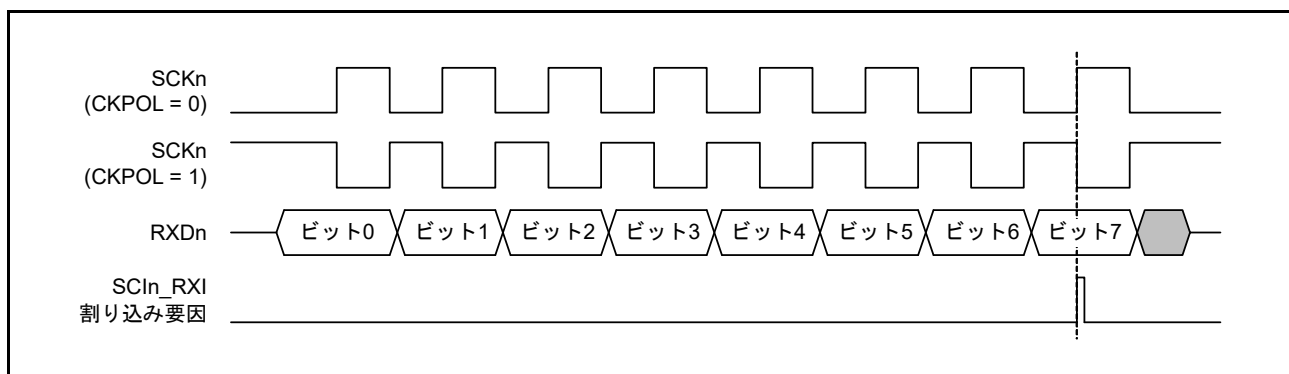 SCKn
(CKPOL = 0)
SCKn
(CKPOL = 1)
RXDn
ビット0 ビット1 ビット2 ビット3 ビット4 ビット5 ビット6 ビット7
SCIn_RXI
割り込み要因